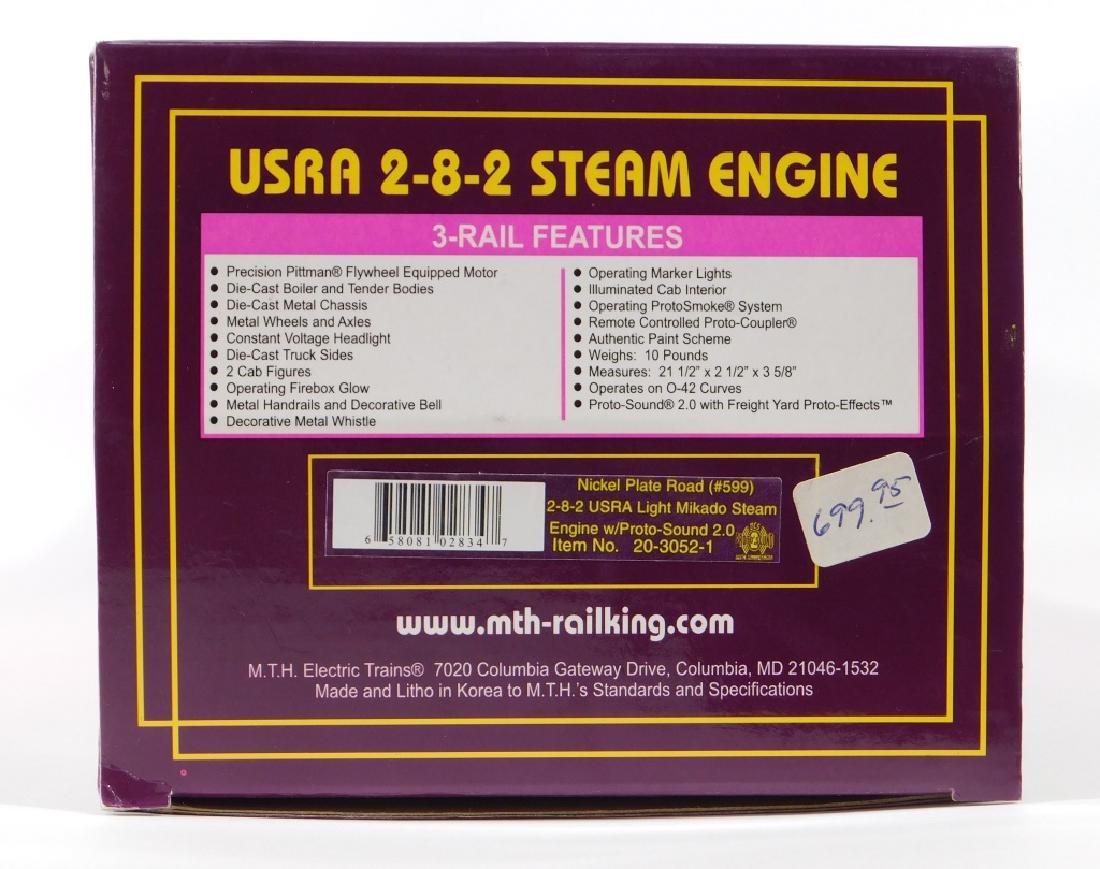 USRA 2-8-2 STEAM ENGINE
3-RAIL FEATURES
• Precision Pittman® Flywheel Equipped Motor
• Die-Cast Boiler and Tender Bodies
• Die-Cast Metal Chassis
• Metal Wheels and Axles
• Constant Voltage Headlight
• Die-Cast Truck Sides
• 2 Cab Figures
• Operating Firebox Glow
• Metal Handrails and Decorative Bell
• Decorative Metal Whistle
• Operating Marker Lights
• Illuminated Cab Interior
• Operating ProtoSmoke® System
• Remote Controlled Proto-Coupler®
• Authentic Paint Scheme
• Weighs: 10 Pounds
• Measures: 21 1/2" x 2 1/2" x 3 5/8"
• Operates on O-42 Curves
• Proto-Sound® 2.0 with Freight Yard Proto-Effects™
6 58081 02834 7
Nickel Plate Road (#599)
2-8-2 USRA Light Mikado Steam
Engine w/Proto-Sound 2.0
Item No. 20-3052-1
699.95
www.mth-railking.com
M.T.H. Electric Trains® 7020 Columbia Gateway Drive, Columbia, MD 21046-1532
Made and Litho in Korea to M.T.H.'s Standards and Specifications